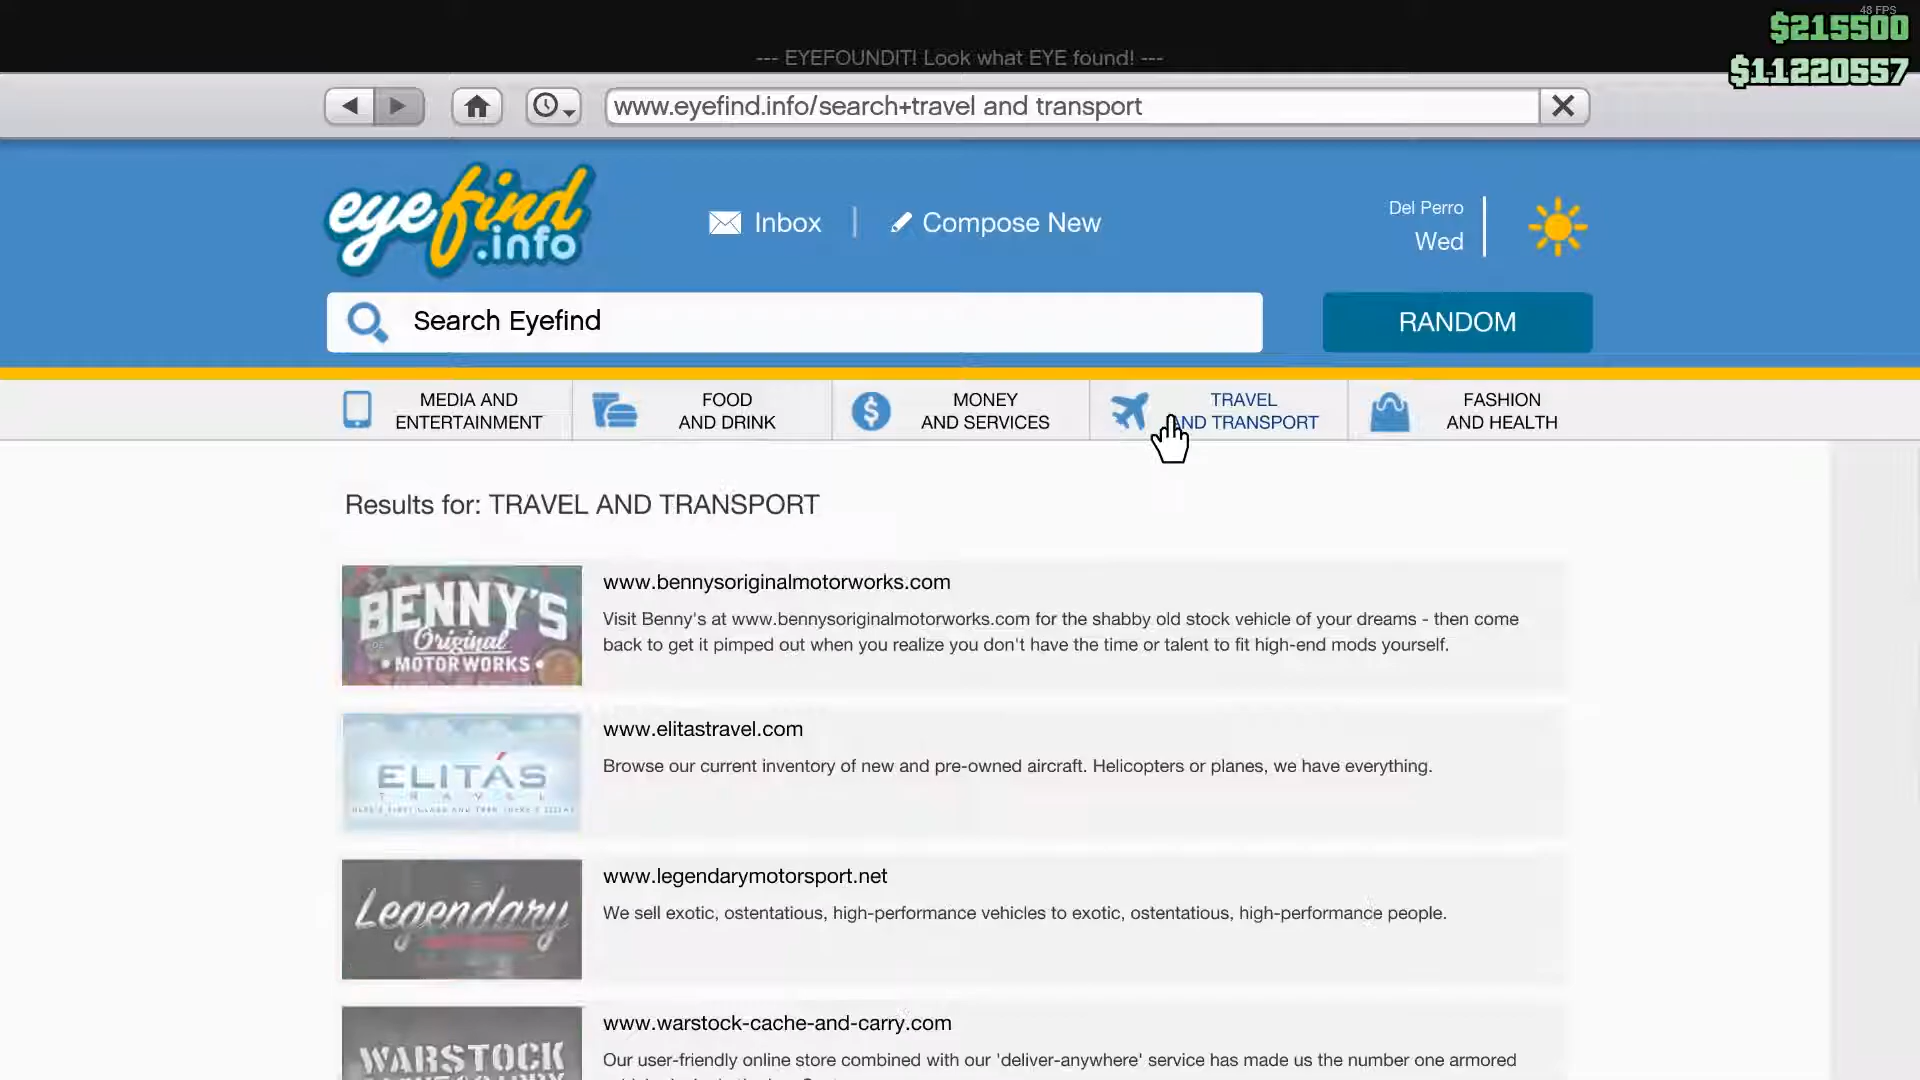 48 FPS
$215500
--- EYEFOUNDIT! Look what EYE found! ---
$11220557
www.eyefind.info/search+travel and transport
eyefind
.info
Inbox
Compose New
Del Perro
Wed
Search Eyefind
RANDOM
MEDIA AND
ENTERTAINMENT
FOOD
AND DRINK
MONEY
AND SERVICES
TRAVEL
AND TRANSPORT
FASHION
AND HEALTH
Results for: TRAVEL AND TRANSPORT
BENNY'S
Original
MOTOR WORKS
www.bennysoriginalmotorworks.com
Visit Benny's at www.bennysoriginalmotorworks.com for the shabby old stock vehicle of your dreams - then come
back to get it pimped out when you realize you don't have the time or talent to fit high-end mods yourself.
ELITÁS
TRAVEL
www.elitastravel.com
Browse our current inventory of new and pre-owned aircraft. Helicopters or planes, we have everything.
Legendary
www.legendarymotorsport.net
We sell exotic, ostentatious, high-performance vehicles to exotic, ostentatious, high-performance people.
WARSTOCK
www.warstock-cache-and-carry.com
Our user-friendly online store combined with our 'deliver-anywhere' service has made us the number one armored